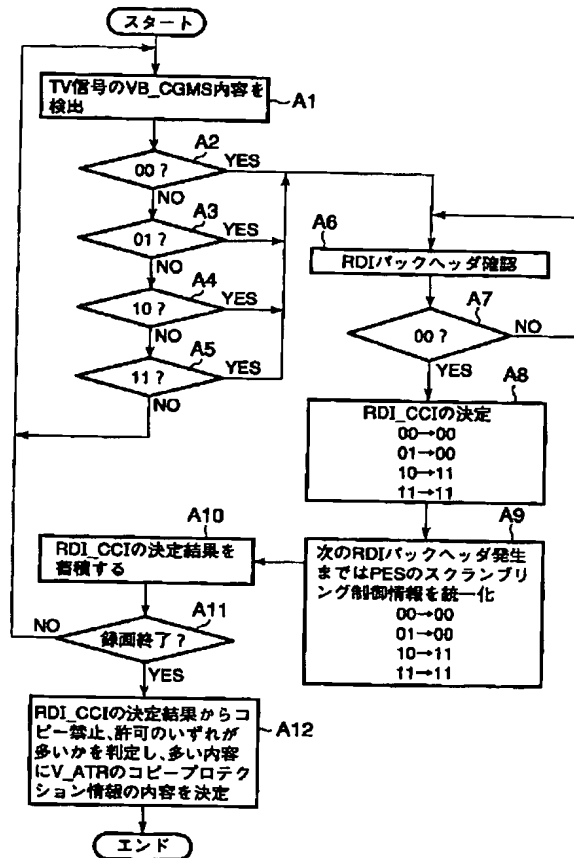 スタート
TV信号のVB_CGMS内容を
検出
A1
A2
00?
YES
NO
A3
01?
YES
NO
A4
10?
YES
NO
A5
11?
YES
NO
A6
RDIパックヘッダ確認
A7
00?
NO
YES
A8
RDI_CCIの決定
00→00
01→00
10→11
11→11
A9
次のRDIパックヘッダ発生
まではPESのスクランブリ
ング制御情報を統一化
00→00
01→00
10→11
11→11
A10
RDI_CCIの決定結果を
蓄積する
A11
録画終了?
NO
YES
A12
RDI_CCIの決定結果からコ
ピー禁止、許可のいずれが
多いかを判定し、多い内容
にV_ATRのコピープロテク
ション情報の内容を決定
エンド